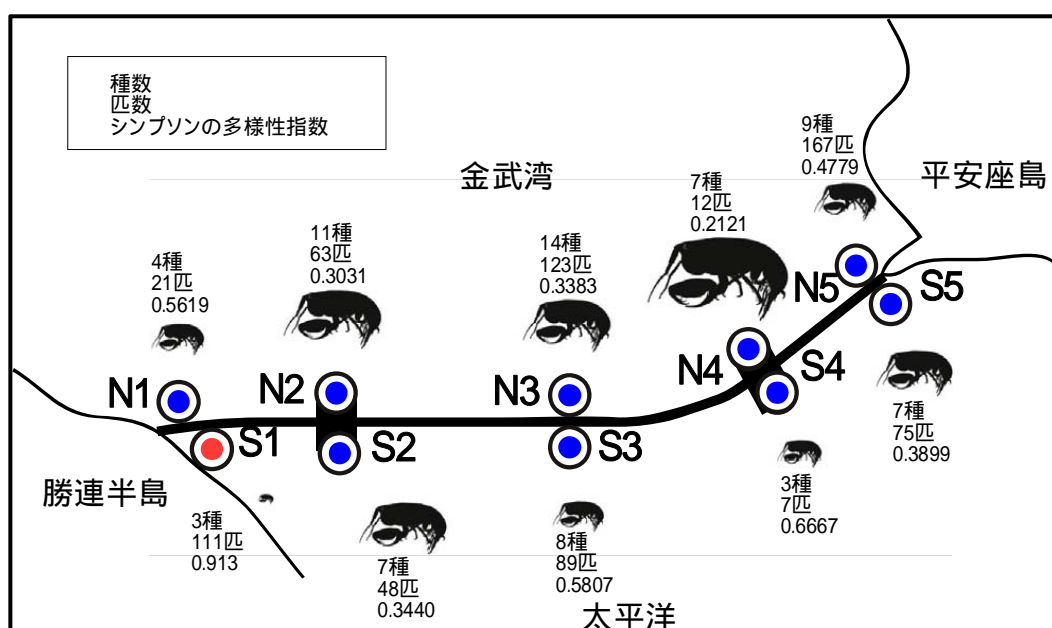 種数
匹数
シンプソンの多様性指数
金武湾
平安座島
9種
167匹
0.4779
7種
12匹
0.2121
14種
123匹
0.3383
11種
63匹
0.3031
4種
21匹
0.5619
N1
N2
N3
N4
N5
S1
S2
S3
S4
S5
勝連半島
3種
111匹
0.913
7種
48匹
0.3440
8種
89匹
0.5807
3種
7匹
0.6667
7種
75匹
0.3899
太平洋